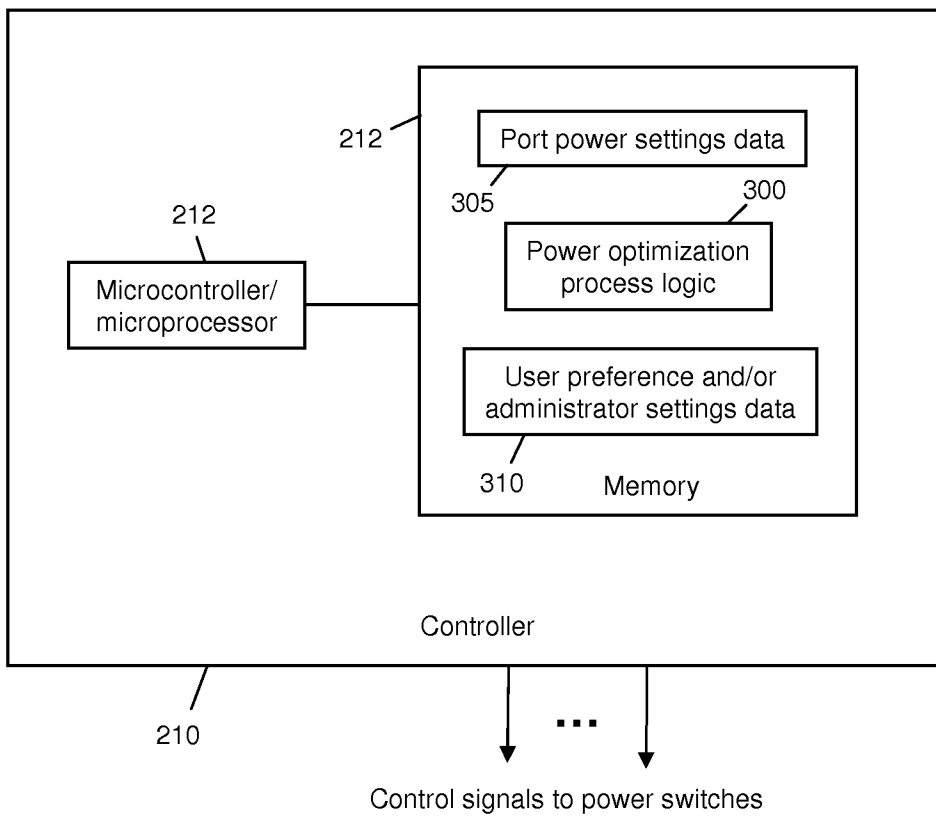 212
Port power settings data
305
300
212
Power optimization
process logic
Microcontroller/
microprocessor
User preference and/or
administrator settings data
310
Memory
Controller
210
...
Control signals to power switches